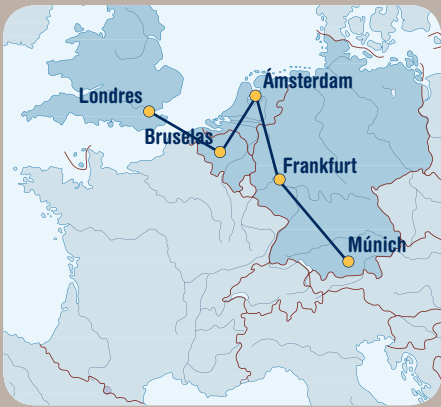 Ámsterdam
Londres
Bruselas
Frankfurt
Múnich